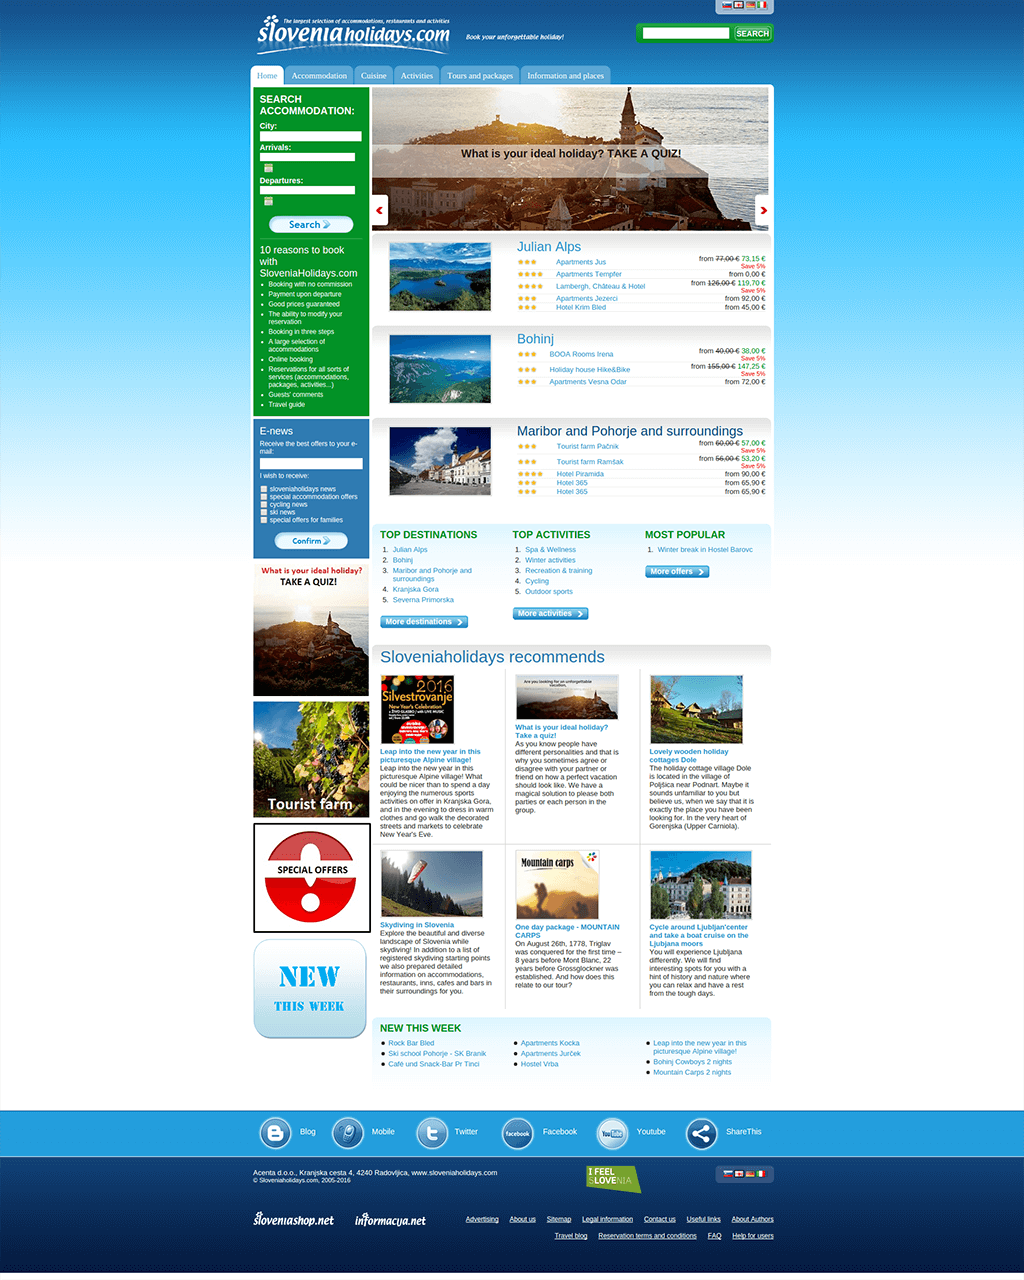 The largest selection of accommodations, restaurants and activities
sloveniaholidays.com
Book your unforgettable holiday!
SEARCH
Home
Accommodation
Cuisine
Activities
Tours and packages
Information and places
SEARCH
ACCOMMODATION:
City:
Arrivals:
Departures:
Search
10 reasons to book
with
SloveniaHolidays.com
Booking with no commission
Payment upon departure
Good prices guaranteed
The ability to modify your
reservation
Booking in three steps
A large selection of
accommodations
Online booking
Reservations for all sorts of
services (accommodations,
packages, activities...)
Guests' comments
Travel guide
E-news
Receive the best offers to your e-
mail:
I wish to receive:
sloveniaholidays news
special accommodation offers
cycling news
ski news
special offers for families
Confirm
What is your ideal holiday?
TAKE A QUIZ!
Tourist farm
SPECIAL OFFERS
NEW
THIS WEEK
What is your ideal holiday? TAKE A QUIZ!
Julian Alps
Apartments Jus from 77,00 € 73,15 €
Save 5%
Apartments Tempfer from 0,00 €
Lambergh, Château & Hotel from 126,00 € 119,70 €
Save 5%
Apartments Jezerci from 92,00 €
Hotel Krim Bled from 45,00 €
Bohinj
BOOA Rooms Irena from 40,00 € 38,00 €
Save 5%
Holiday house Hike&Bike from 155,00 € 147,25 €
Save 5%
Apartments Vesna Odar from 72,00 €
Maribor and Pohorje and surroundings
Tourist farm Pačnik from 60,00 € 57,00 €
Save 5%
Tourist farm Ramšak from 56,00 € 53,20 €
Save 5%
Hotel Piramida from 90,00 €
Hotel 365 from 65,90 €
Hotel 365 from 65,90 €
TOP DESTINATIONS
1. Julian Alps
2. Bohinj
3. Maribor and Pohorje and
surroundings
4. Kranjska Gora
5. Severna Primorska
More destinations
TOP ACTIVITIES
1. Spa & Wellness
2. Winter activities
3. Recreation & training
4. Cycling
5. Outdoor sports
More activities
MOST POPULAR
1. Winter break in Hostel Barovc
More offers
Sloveniaholidays recommends
2016
Silvestrovanje
New Year's Celebration
Leap into the new year in this
picturesque Alpine village!
Leap into the new year in this
picturesque Alpine village! What
could be nicer than to spend a day
enjoying the numerous sports
activities on offer in Kranjska Gora,
and in the evening to dress in warm
clothes and go walk the decorated
streets and markets to celebrate
New Year's Eve.
Are you looking for an unforgettable
vacation.
What is your ideal holiday?
Take a quiz!
As you know people have
different personalities and that is
why you sometimes agree or
disagree with your partner or
friend on how a perfect vacation
should look like. We have a
magical solution to please both
parties or each person in the
group.
Lovely wooden holiday
cottages Dole
The holiday cottage village Dole
is located in the village of
Poljšica near Podnart. Maybe it
sounds unfamiliar to you but
believe us, when we say that it is
exactly the place you have been
looking for. In the very heart of
Gorenjska (Upper Carniola).
Skydiving in Slovenia
Explore the beautiful and diverse
landscape of Slovenia while
skydiving! In addition to a list of
registered skydiving starting points
we also prepared detailed
information on accommodations,
restaurants, inns, cafes and bars in
their surroundings for you.
Mountain carps
One day package - MOUNTAIN
CARPS
On August 26th, 1778, Triglav
was conquered for the first time –
8 years before Mont Blanc, 22
years before Grossglockner was
established. And how does this
relate to our tour?
Cycle around Ljubljan'center
and take a boat cruise on the
Ljubjana moors
You will experience Ljubljana
differently. We will find
interesting spots for you with a
hint of history and nature where
you can relax and have a rest
from the tough days.
NEW THIS WEEK
Rock Bar Bled
Ski school Pohorje - SK Branik
Café und Snack-Bar Pr Tinci
Apartments Kocka
Apartments Jurček
Hostel Vrba
Leap into the new year in this
picturesque Alpine village!
Bohinj Cowboys 2 nights
Mountain Carps 2 nights
Blog
Mobile
Twitter
facebook
Facebook
YouTube
Youtube
ShareThis
Acenta d.o.o., Kranjska cesta 4, 4240 Radovljica, www.sloveniaholidays.com
© Sloveniaholidays.com, 2005-2016
I FEEL
SLOVENIA
sloveniashop.net
informacija.net
Advertising
About us
Sitemap
Legal information
Contact us
Useful links
About Authors
Travel blog
Reservation terms and conditions
FAQ
Help for users